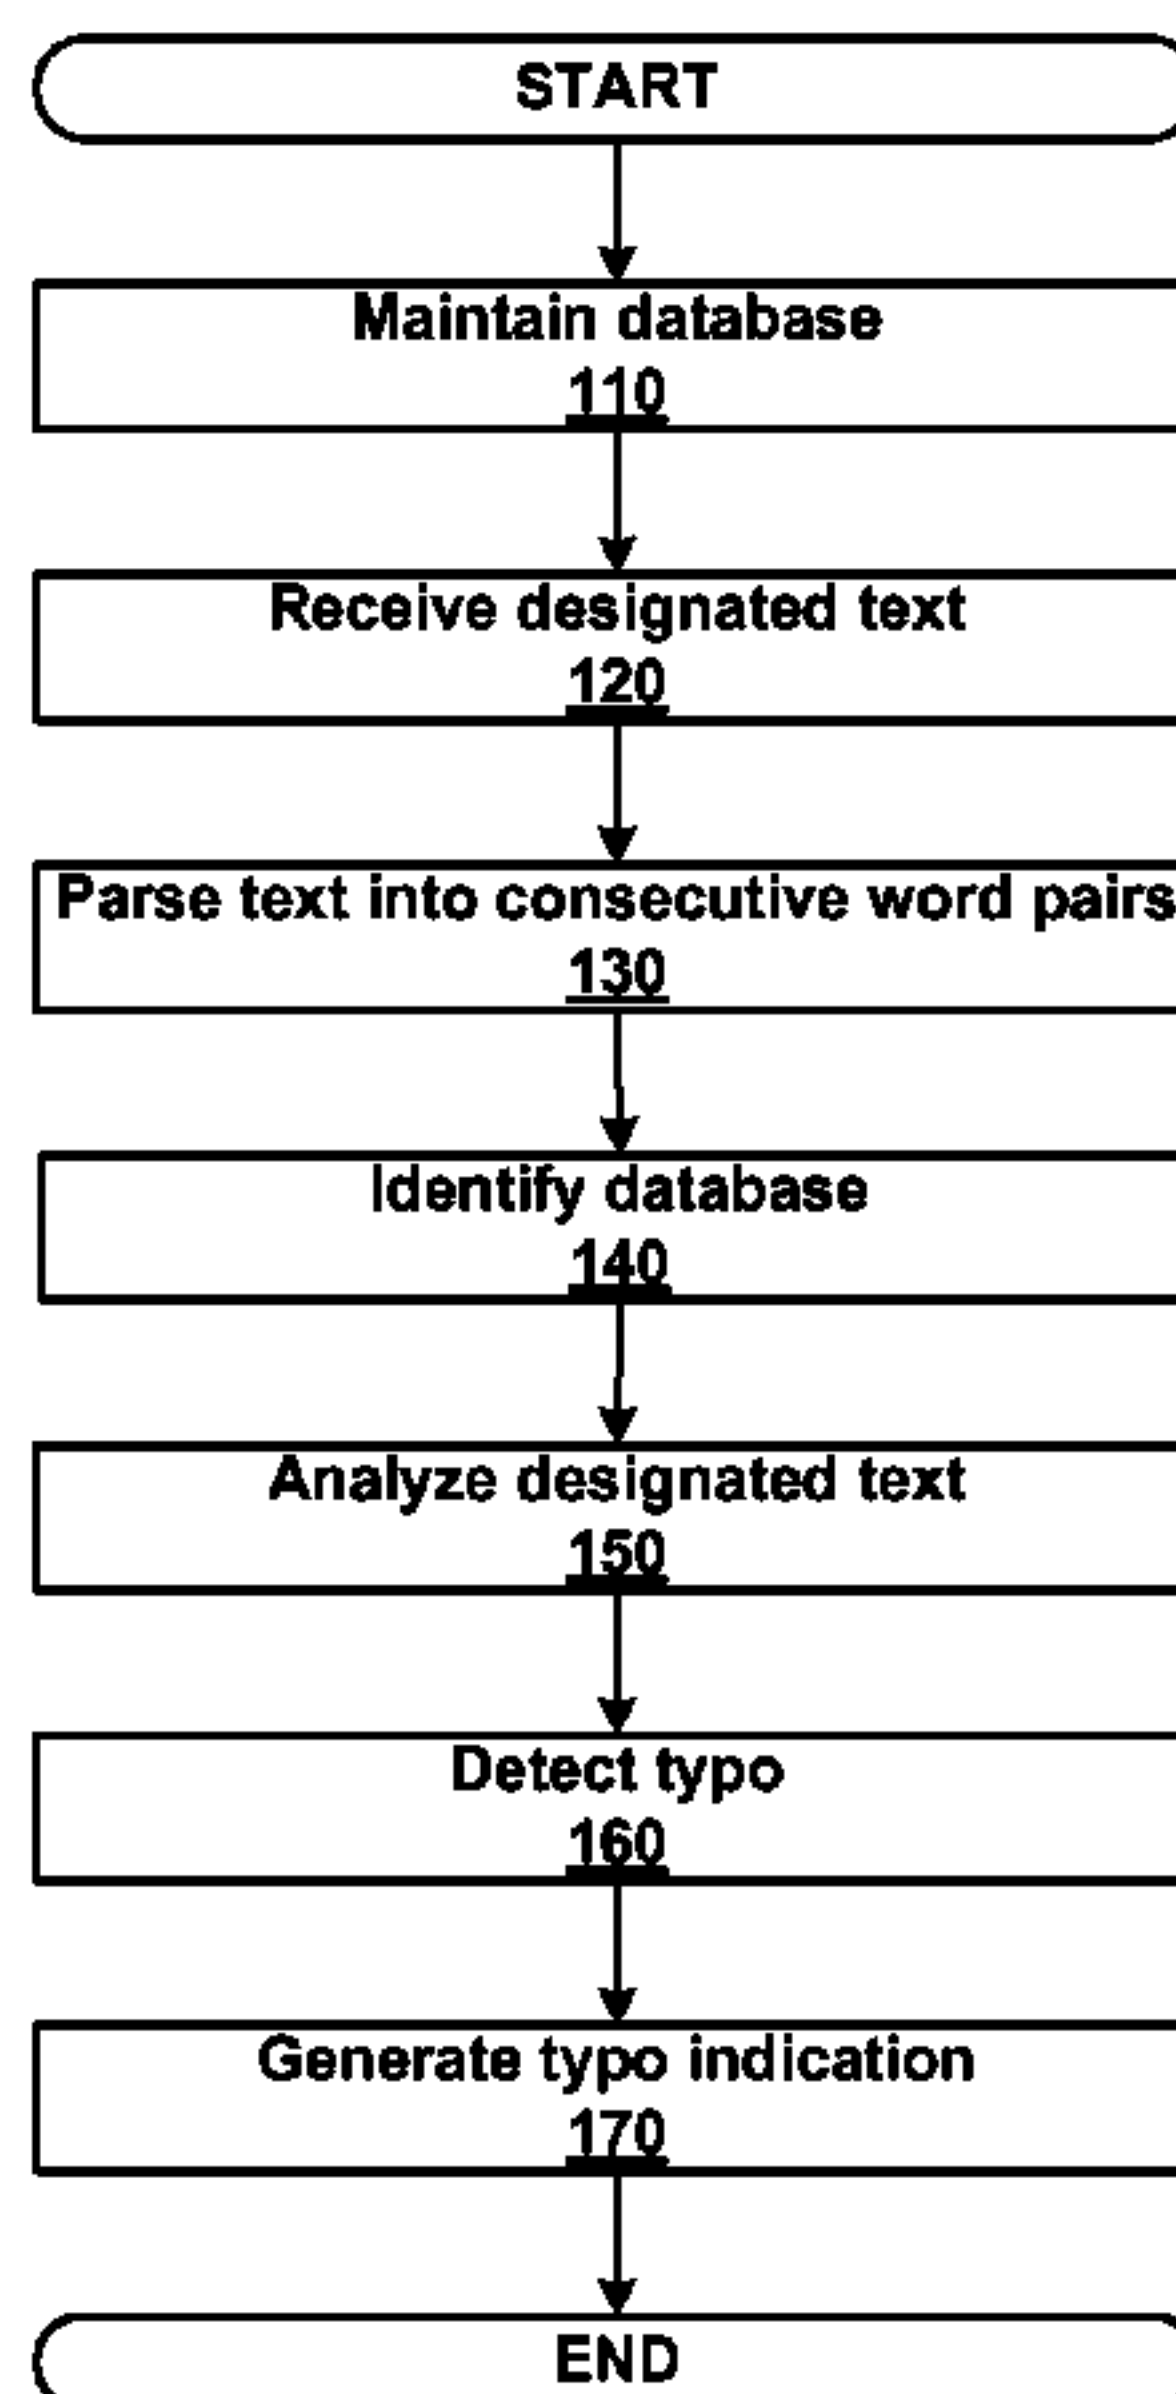 START
Maintain database
110
Receive designated text
120
Parse text into consecutive word pairs
130
Identify database
140
Analyze designated text
150
Detect typo
160
Generate typo indication
170
END